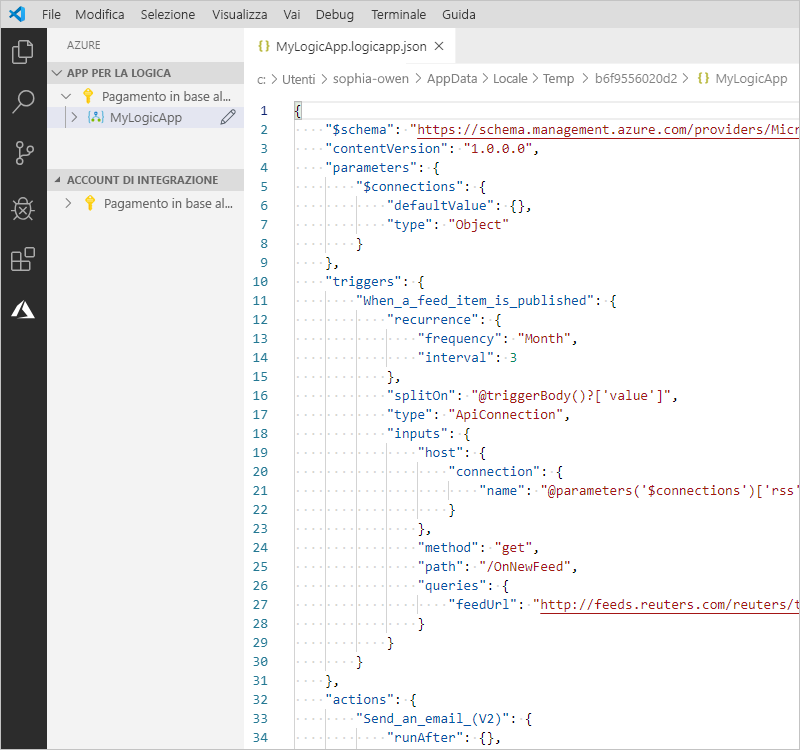 File Modifica Selezione Visualizza Vai Debug Terminale Guida
AZURE
APP PER LA LOGICA
Pagamento in base al...
MyLogicApp
ACCOUNT DI INTEGRAZIONE
Pagamento in base al...
{} MyLogicApp.logicapp.json ×
c: > Utenti > sophia-owen > AppData > Locale > Temp > b6f9556020d2 > {} MyLogicApp
1 {
2 "$schema": "https://schema.management.azure.com/providers/Micr
3 "contentVersion": "1.0.0.0",
4 "parameters": {
5 "$connections": {
6 "defaultValue": {},
7 "type": "Object"
8 }
9 },
10 "triggers": {
11 "When_a_feed_item_is_published": {
12 "recurrence": {
13 "frequency": "Month",
14 "interval": 3
15 },
16 "splitOn": "@triggerBody()?['value']",
17 "type": "ApiConnection",
18 "inputs": {
19 "host": {
20 "connection": {
21 "name": "@parameters('$connections')['rss'
22 }
23 },
24 "method": "get",
25 "path": "/OnNewFeed",
26 "queries": {
27 "feedUrl": "http://feeds.reuters.com/reuters/t
28 }
29 }
30 }
31 },
32 "actions": {
33 "Send_an_email_(V2)": {
34 "runAfter": {},